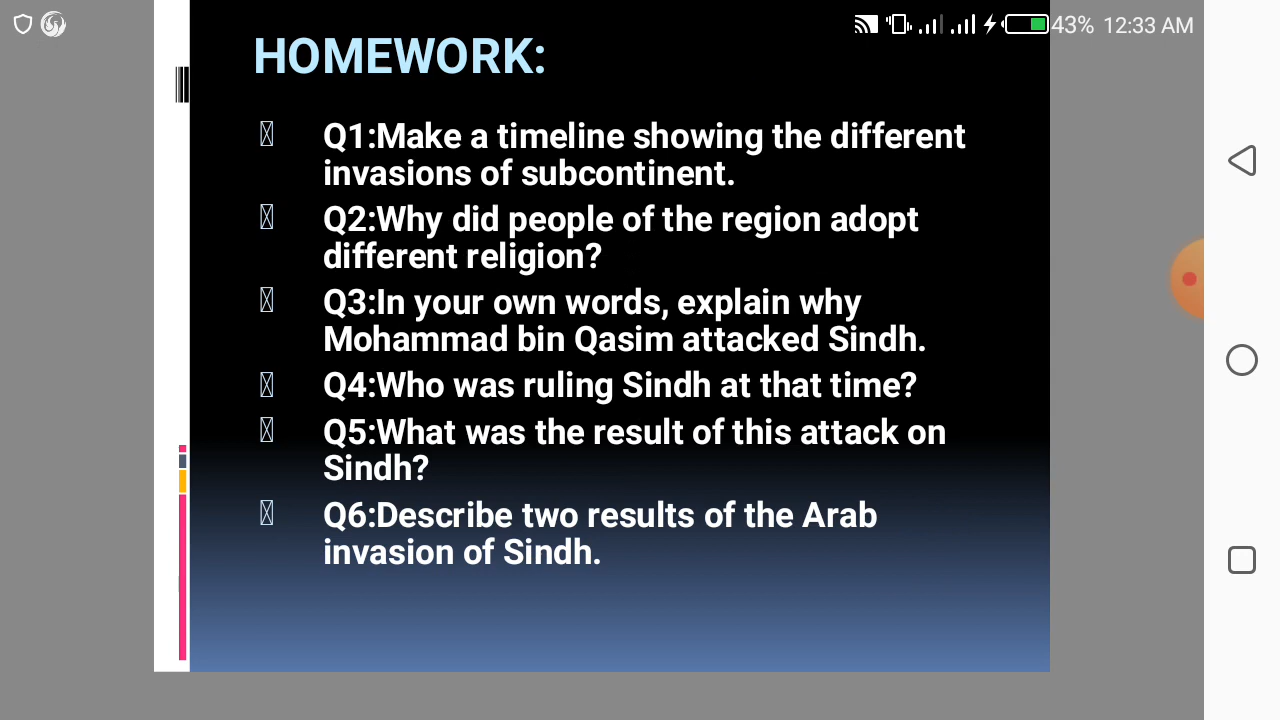 43% 12:33 AM
HOMEWORK:
Q1:Make a timeline showing the different
invasions of subcontinent.
Q2:Why did people of the region adopt
different religion?
Q3:In your own words, explain why
Mohammad bin Qasim attacked Sindh.
Q4:Who was ruling Sindh at that time?
Q5:What was the result of this attack on
Sindh?
Q6:Describe two results of the Arab
invasion of Sindh.